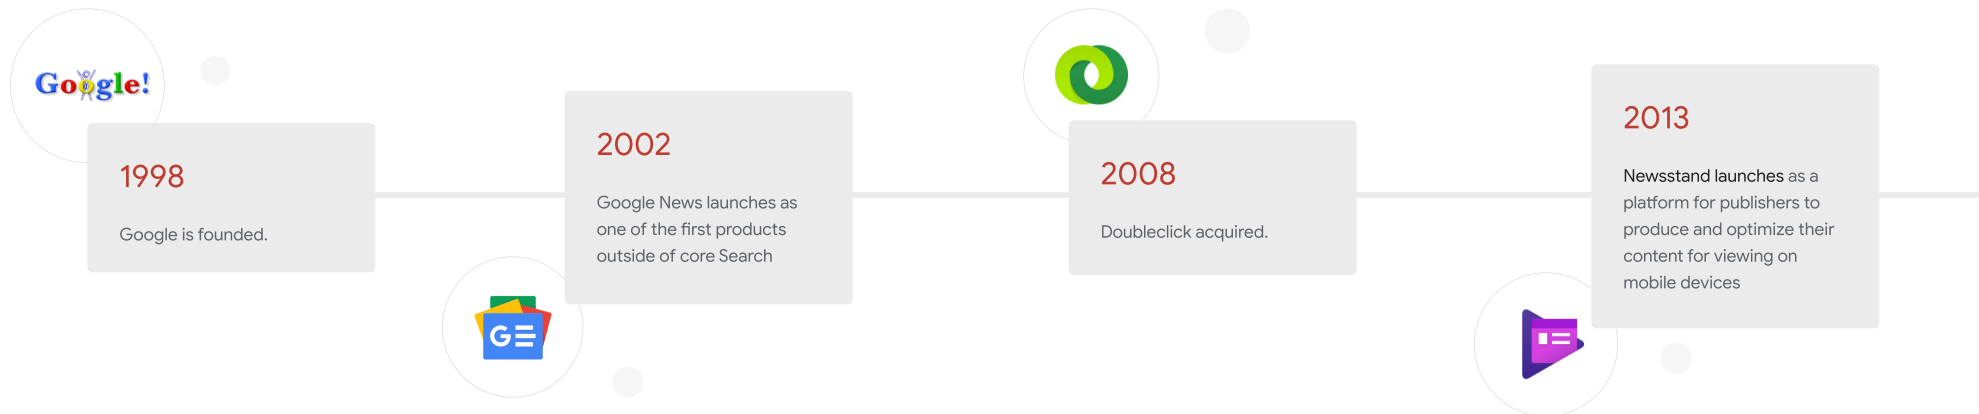 Google!
1998
Google is founded.
2002
Google News launches as
one of the first products
outside of core Search
GE
2008
Doubleclick acquired.
2013
Newsstand launches as a
platform for publishers to
produce and optimize their
content for viewing on
mobile devices